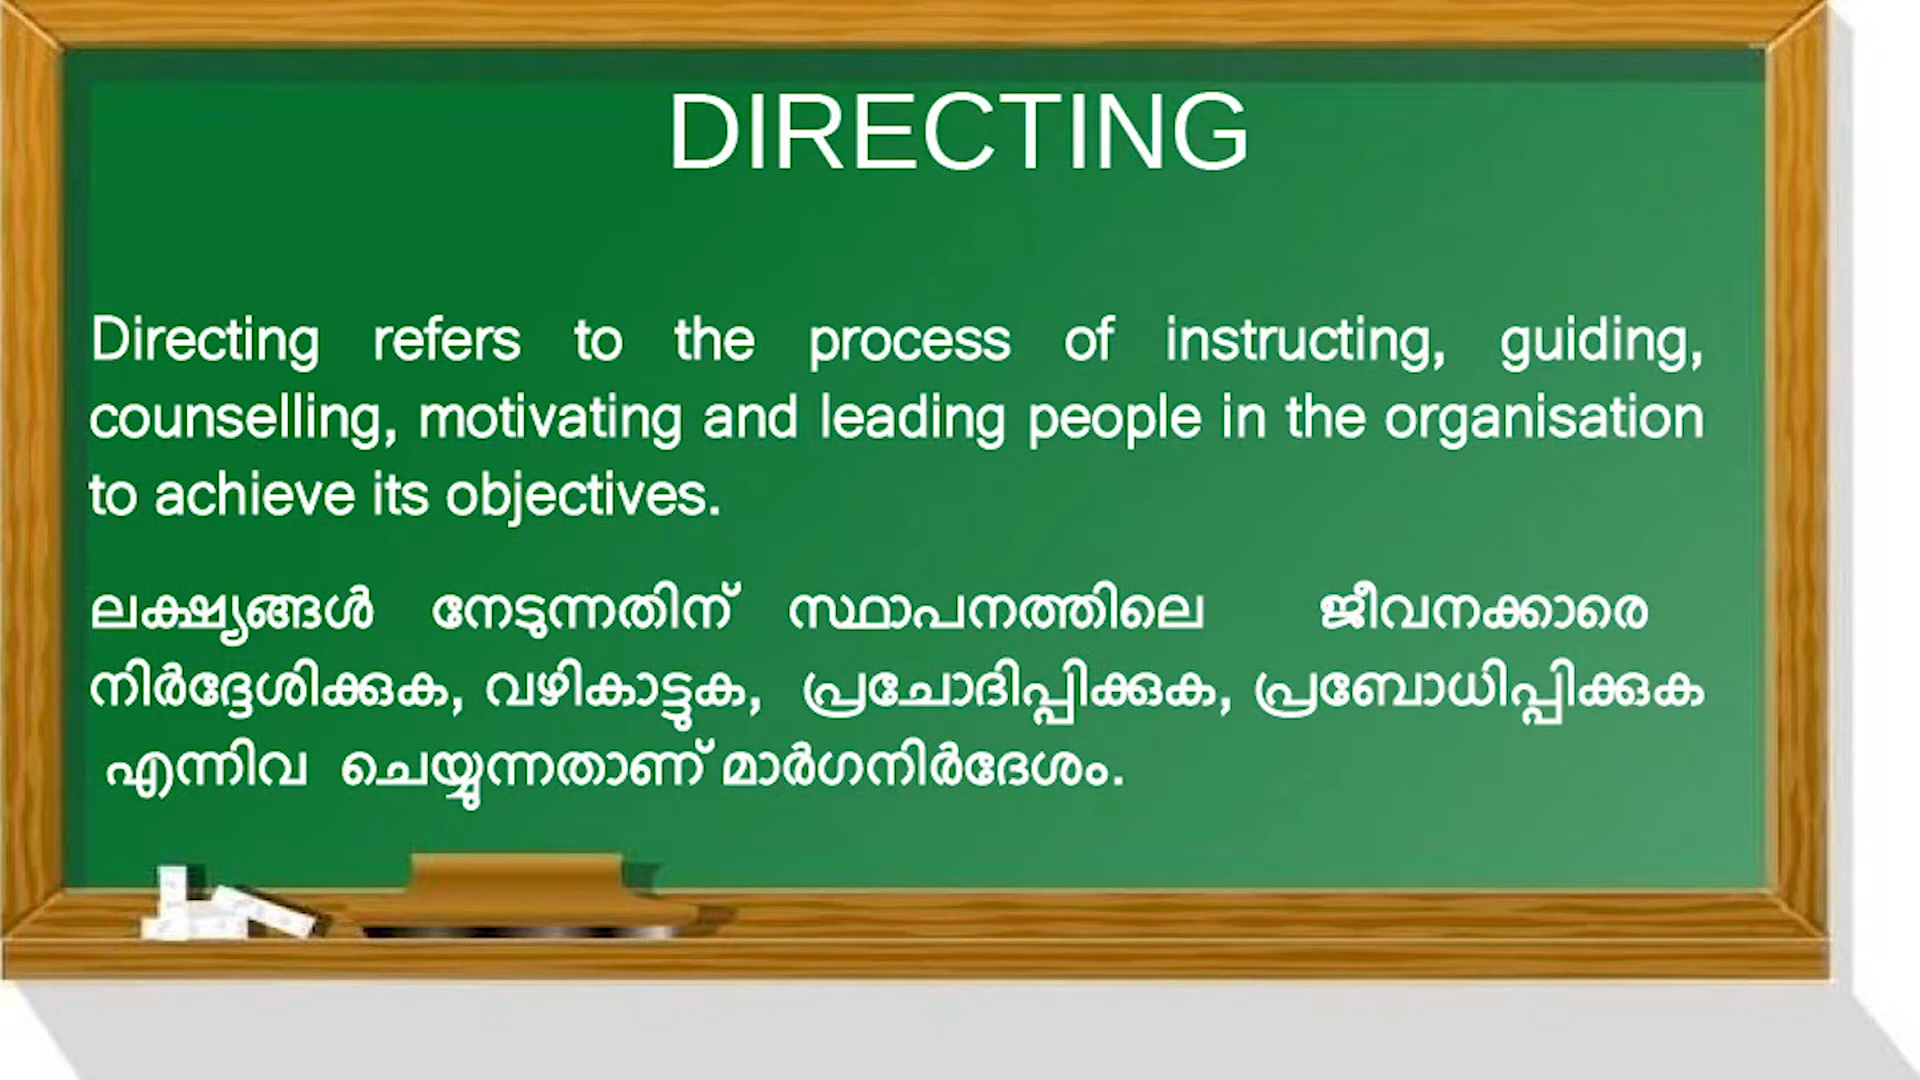 DIRECTING
Directing refers to the process of instructing, guiding,
counselling, motivating and leading people in the organisation
to achieve its objectives.
ലക്ഷ്യങ്ങൾ നേടുന്നതിന് സ്ഥാപനത്തിലെ ജീവനക്കാരെ
നിർദ്ദേശിക്കുക, വഴികാട്ടുക, പ്രചോദിപ്പിക്കുക, പ്രബോധിപ്പിക്കുക
എന്നിവ ചെയ്യുന്നതാണ് മാർഗനിർദേശം.